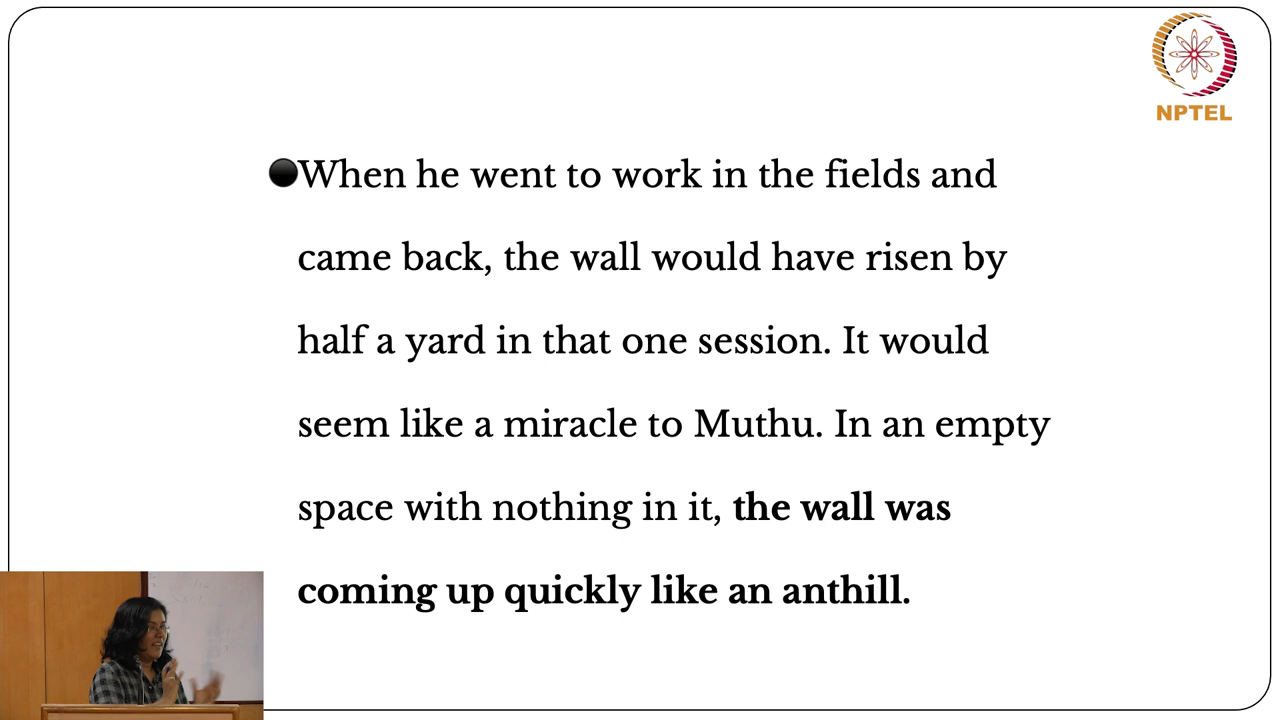 NPTEL
When he went to work in the fields and
came back, the wall would have risen by
half a yard in that one session. It would
seem like a miracle to Muthu. In an empty
space with nothing in it, the wall was
coming up quickly like an anthill.